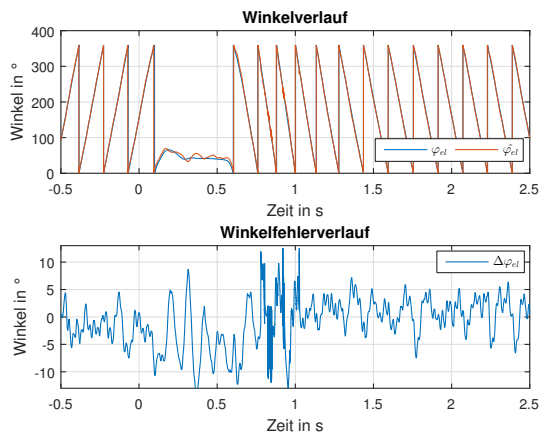 Winkelverlauf
Winkel in °
400
300
200
100
0
φel φ̂el
-0.5 0 0.5 1 1.5 2 2.5
Zeit in s
Winkelfehlerverlauf
Winkel in °
10
5
0
-5
-10
Δφel
-0.5 0 0.5 1 1.5 2 2.5
Zeit in s